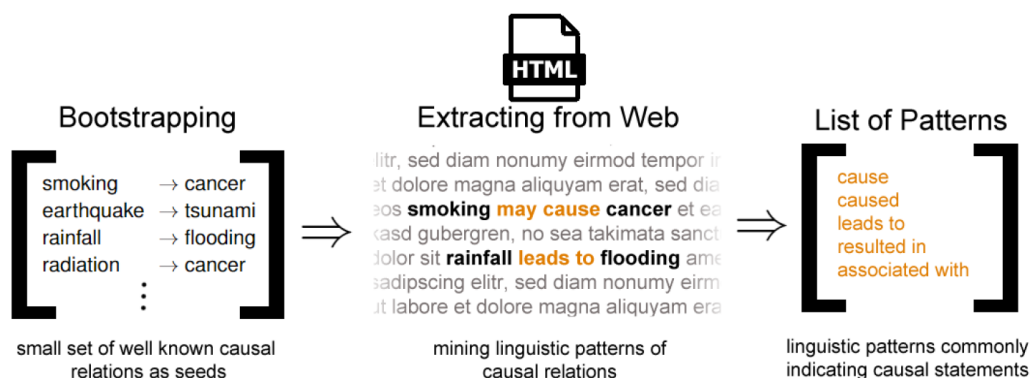 HTML
Bootstrapping
smoking → cancer
earthquake → tsunami
rainfall → flooding
radiation → cancer
⋮
small set of well known causal
relations as seeds
⇒
Extracting from Web
elitr, sed diam nonumy eirmod tempor in
et dolore magna aliquyam erat, sed dia
eos smoking may cause cancer et ea
kasd gubergren, no sea takimata sanct
dolor sit rainfall leads to flooding ame
sadipscing elitr, sed diam nonumy eirm
ut labore et dolore magna aliquyam era
mining linguistic patterns of
causal relations
⇒
List of Patterns
cause
caused
leads to
resulted in
associated with
linguistic patterns commonly
indicating causal statements